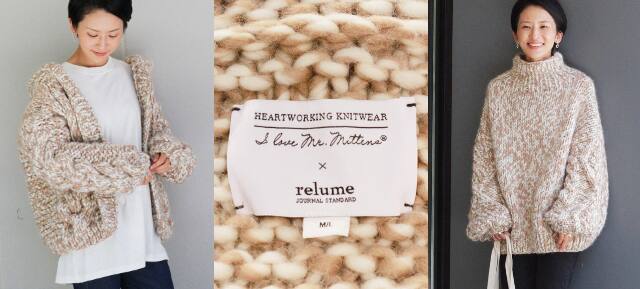 HEARTWORKING KNITWEAR
I love Mr. Mittens®
×
relume
JOURNAL STANDARD
M/L